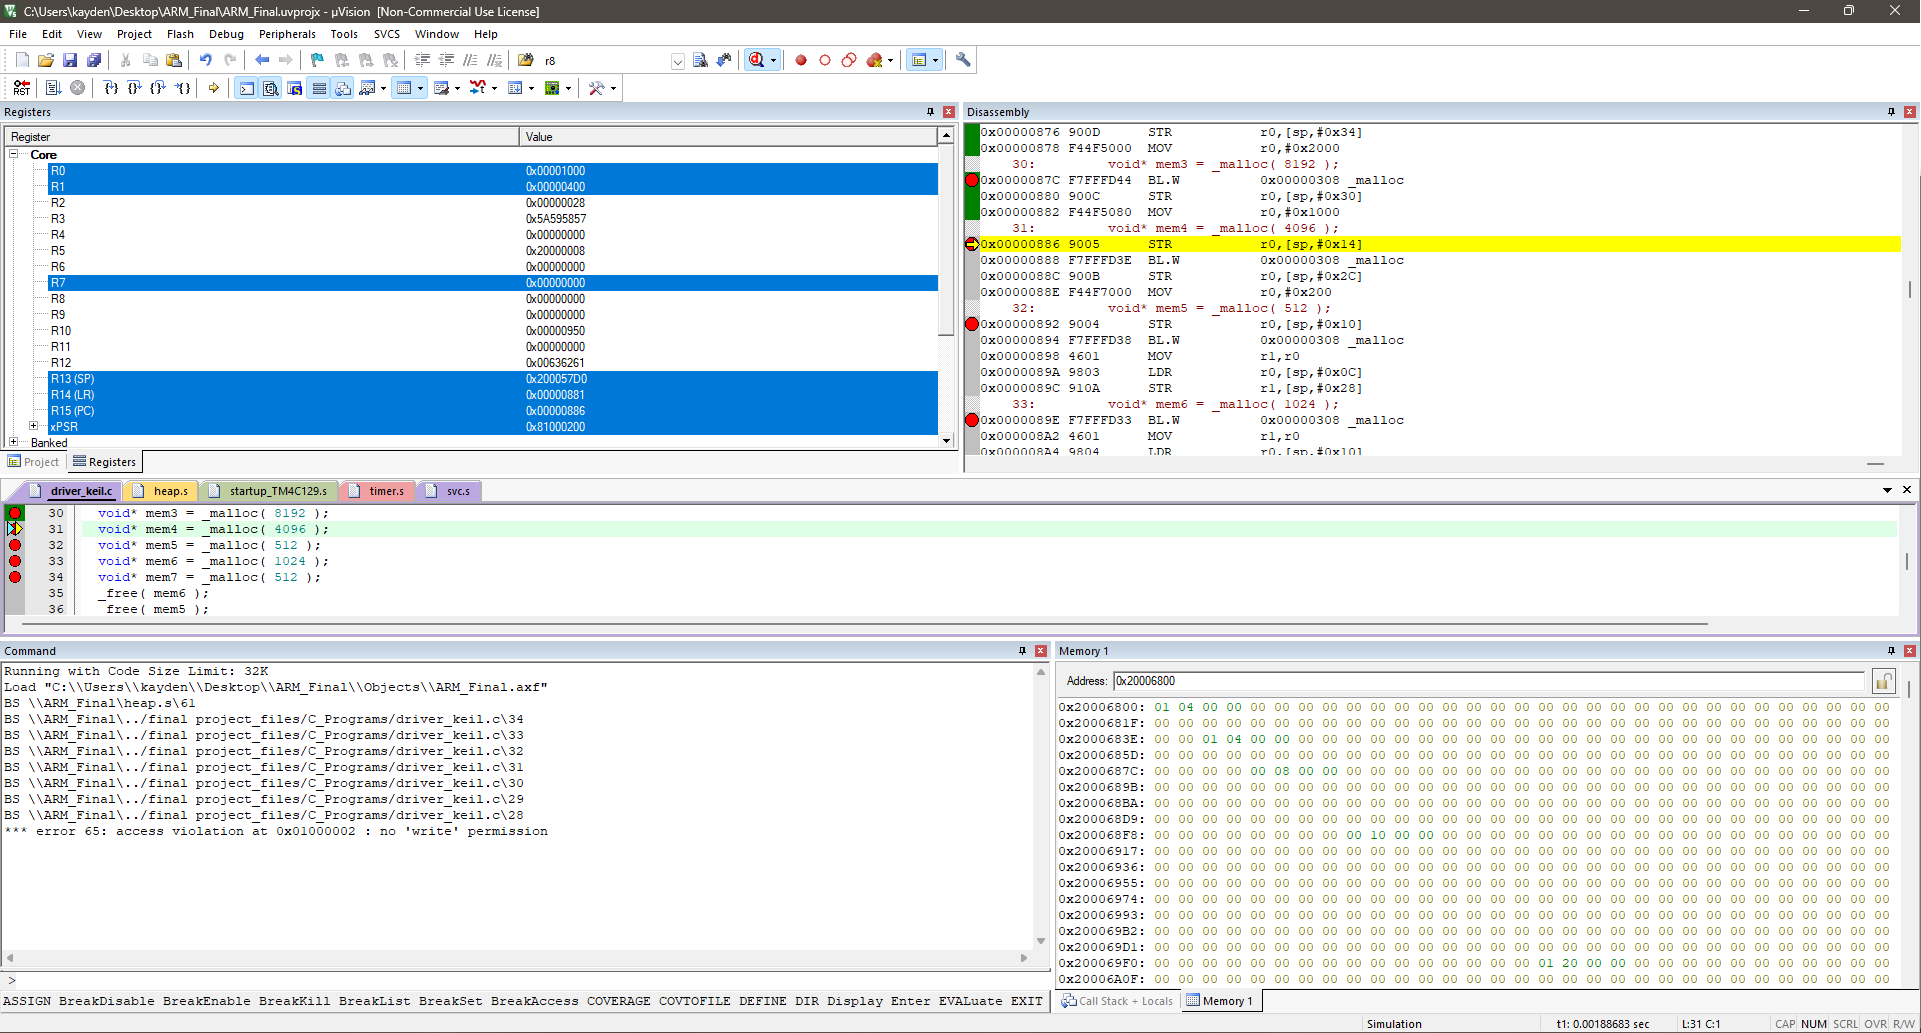 C:\Users\kayden\Desktop\ARM_Final\ARM_Final.uvprojx - µVision  [Non-Commercial Use License]
File Edit View Project Flash Debug Peripherals Tools SVCS Window Help
r8
RST
Registers
Register Value
Core
R0 0x00001000
R1 0x00000400
R2 0x00000028
R3 0x5A595857
R4 0x00000000
R5 0x20000008
R6 0x00000000
R7 0x00000000
R8 0x00000000
R9 0x00000000
R10 0x00000950
R11 0x00000000
R12 0x00636261
R13 (SP) 0x200057D0
R14 (LR) 0x00000881
R15 (PC) 0x00000886
xPSR 0x81000200
Banked
Project Registers
Disassembly
0x00000876 900D STR r0,[sp,#0x34]
0x00000878 F44F5000 MOV r0,#0x2000
30: void* mem3 = _malloc( 8192 );
0x0000087C F7FFFD44 BL.W 0x00000308 _malloc
0x00000880 900C STR r0,[sp,#0x30]
0x00000882 F44F5080 MOV r0,#0x1000
31: void* mem4 = _malloc( 4096 );
0x00000886 9005 STR r0,[sp,#0x14]
0x00000888 F7FFFD3E BL.W 0x00000308 _malloc
0x0000088C 900B STR r0,[sp,#0x2C]
0x0000088E F44F7000 MOV r0,#0x200
32: void* mem5 = _malloc( 512 );
0x00000892 9004 STR r0,[sp,#0x10]
0x00000894 F7FFFD38 BL.W 0x00000308 _malloc
0x00000898 4601 MOV r1,r0
0x0000089A 9803 LDR r0,[sp,#0x0C]
0x0000089C 910A STR r1,[sp,#0x28]
33: void* mem6 = _malloc( 1024 );
0x0000089E F7FFFD33 BL.W 0x00000308 _malloc
0x000008A2 4601 MOV r1,r0
0x000008A4 9804 LDR r0,[sp,#0x10]
driver_keil.c heap.s startup_TM4C129.s timer.s svc.s
30 void* mem3 = _malloc( 8192 );
31 void* mem4 = _malloc( 4096 );
32 void* mem5 = _malloc( 512 );
33 void* mem6 = _malloc( 1024 );
34 void* mem7 = _malloc( 512 );
35 _free( mem6 );
36 free( mem5 );
Command
Running with Code Size Limit: 32K
Load "C:\\Users\\kayden\\Desktop\\ARM_Final\\Objects\\ARM_Final.axf"
BS \\ARM_Final\heap.s\61
BS \\ARM_Final\../final project_files/C_Programs/driver_keil.c\34
BS \\ARM_Final\../final project_files/C_Programs/driver_keil.c\33
BS \\ARM_Final\../final project_files/C_Programs/driver_keil.c\32
BS \\ARM_Final\../final project_files/C_Programs/driver_keil.c\31
BS \\ARM_Final\../final project_files/C_Programs/driver_keil.c\30
BS \\ARM_Final\../final project_files/C_Programs/driver_keil.c\29
BS \\ARM_Final\../final project_files/C_Programs/driver_keil.c\28
*** error 65: access violation at 0x01000002 : no 'write' permission
>
ASSIGN BreakDisable BreakEnable BreakKill BreakList BreakSet BreakAccess COVERAGE COVTOFILE DEFINE DIR Display Enter EVALuate EXIT
Memory 1
Address: 0x20006800
0x20006800: 01 04 00 00 00 00 00 00 00 00 00 00 00 00 00 00 00 00 00 00 00 00 00 00 00 00 00 00 00 00 00
0x2000681F: 00 00 00 00 00 00 00 00 00 00 00 00 00 00 00 00 00 00 00 00 00 00 00 00 00 00 00 00 00 00 00
0x2000683E: 00 00 01 04 00 00 00 00 00 00 00 00 00 00 00 00 00 00 00 00 00 00 00 00 00 00 00 00 00 00 00
0x2000685D: 00 00 00 00 00 00 00 00 00 00 00 00 00 00 00 00 00 00 00 00 00 00 00 00 00 00 00 00 00 00 00
0x2000687C: 00 00 00 00 00 08 00 00 00 00 00 00 00 00 00 00 00 00 00 00 00 00 00 00 00 00 00 00 00 00 00
0x2000689B: 00 00 00 00 00 00 00 00 00 00 00 00 00 00 00 00 00 00 00 00 00 00 00 00 00 00 00 00 00 00 00
0x200068BA: 00 00 00 00 00 00 00 00 00 00 00 00 00 00 00 00 00 00 00 00 00 00 00 00 00 00 00 00 00 00 00
0x200068D9: 00 00 00 00 00 00 00 00 00 00 00 00 00 00 00 00 00 00 00 00 00 00 00 00 00 00 00 00 00 00 00
0x200068F8: 00 00 00 00 00 00 00 00 00 10 00 00 00 00 00 00 00 00 00 00 00 00 00 00 00 00 00 00 00 00 00
0x20006917: 00 00 00 00 00 00 00 00 00 00 00 00 00 00 00 00 00 00 00 00 00 00 00 00 00 00 00 00 00 00 00
0x20006936: 00 00 00 00 00 00 00 00 00 00 00 00 00 00 00 00 00 00 00 00 00 00 00 00 00 00 00 00 00 00 00
0x20006955: 00 00 00 00 00 00 00 00 00 00 00 00 00 00 00 00 00 00 00 00 00 00 00 00 00 00 00 00 00 00 00
0x20006974: 00 00 00 00 00 00 00 00 00 00 00 00 00 00 00 00 00 00 00 00 00 00 00 00 00 00 00 00 00 00 00
0x20006993: 00 00 00 00 00 00 00 00 00 00 00 00 00 00 00 00 00 00 00 00 00 00 00 00 00 00 00 00 00 00 00
0x200069B2: 00 00 00 00 00 00 00 00 00 00 00 00 00 00 00 00 00 00 00 00 00 00 00 00 00 00 00 00 00 00 00
0x200069D1: 00 00 00 00 00 00 00 00 00 00 00 00 00 00 00 00 00 00 00 00 00 00 00 00 00 00 00 00 00 00 00
0x200069F0: 00 00 00 00 00 00 00 00 00 00 00 00 00 00 00 00 01 20 00 00 00 00 00 00 00 00 00 00 00 00 00
0x20006A0F: 00 00 00 00 00 00 00 00 00 00 00 00 00 00 00 00 00 00 00 00 00 00 00 00 00 00 00 00 00 00 00
Call Stack + Locals Memory 1
Simulation t1: 0.00188683 sec L:31 C:1 CAP NUM SCRL OVR R/W